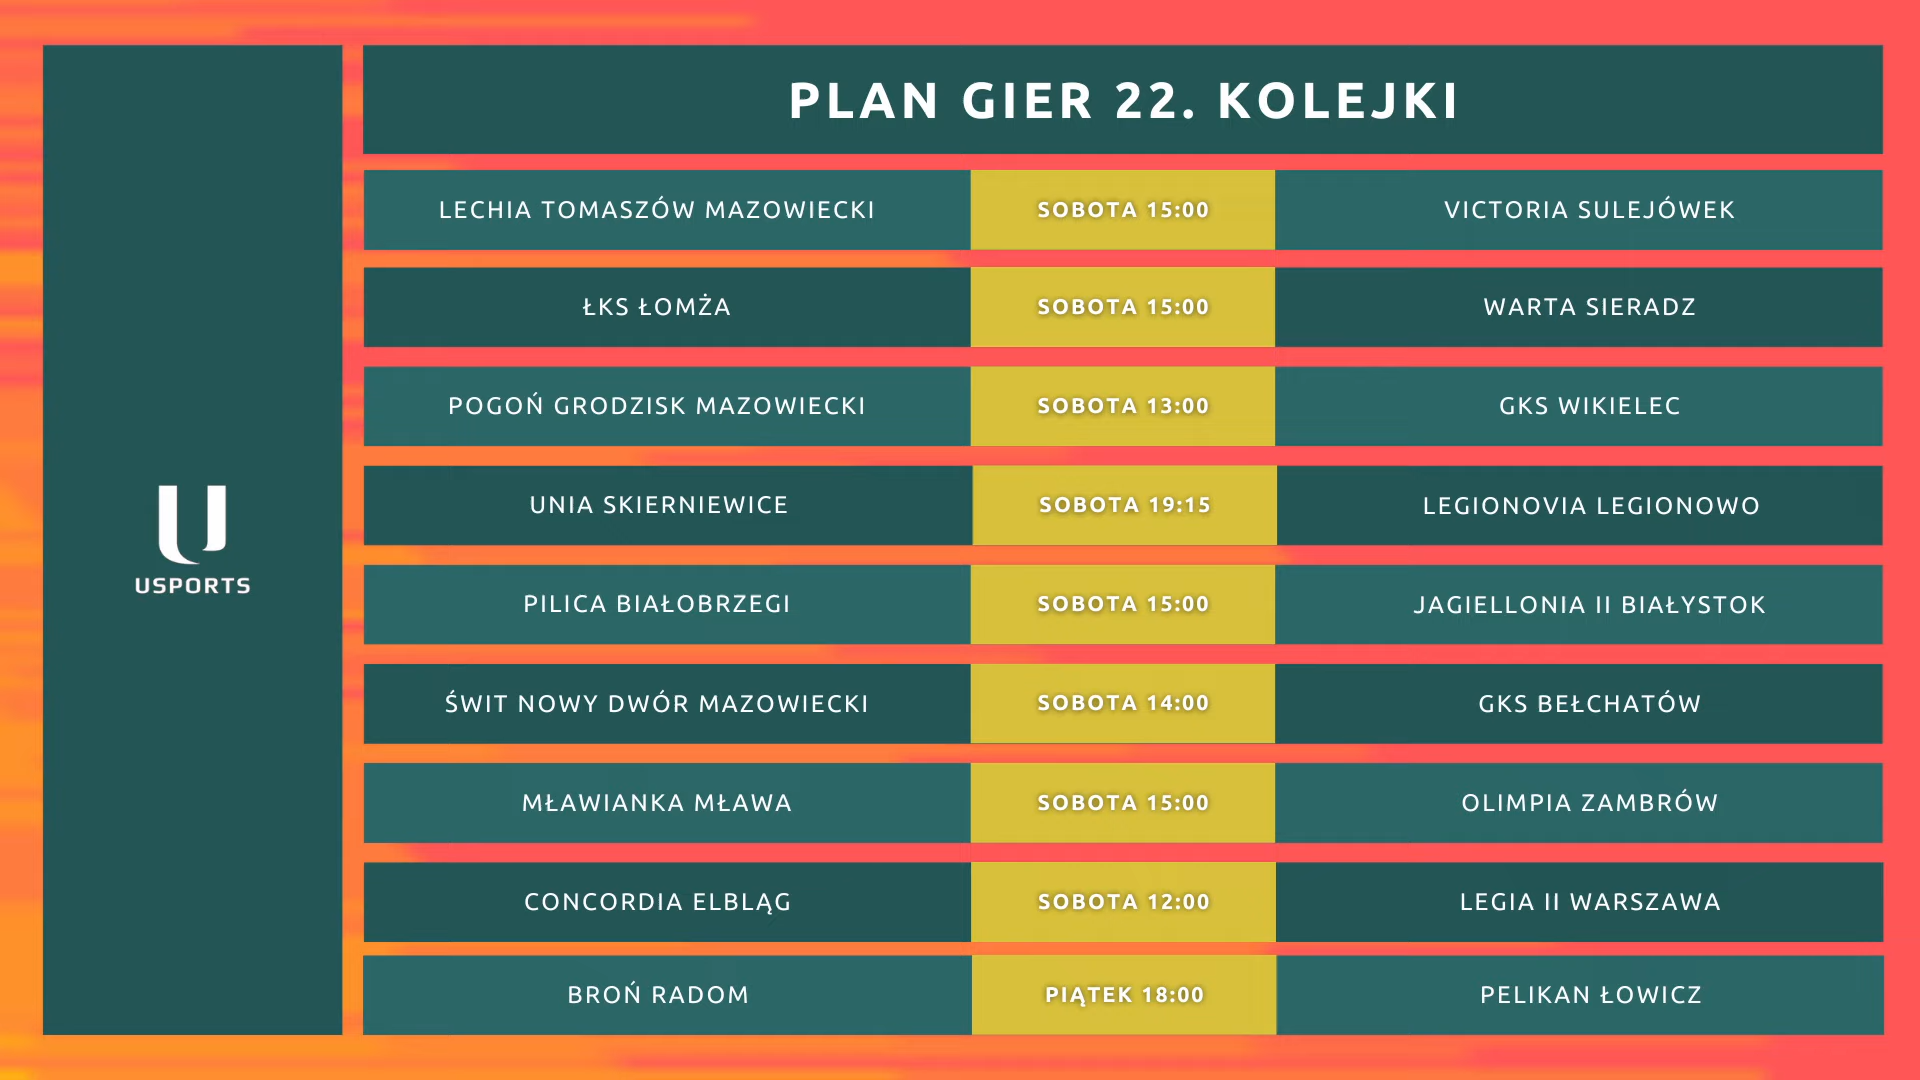 PLAN GIER 22. KOLEJKI
LECHIA TOMASZÓW MAZOWIECKI SOBOTA 15:00 VICTORIA SULEJÓWEK
ŁKS ŁOMŻA SOBOTA 15:00 WARTA SIERADZ
POGOŃ GRODZISK MAZOWIECKI SOBOTA 13:00 GKS WIKIELEC
UNIA SKIERNIEWICE SOBOTA 19:15 LEGIONOVIA LEGIONOWO
PILICA BIAŁOBRZEGI SOBOTA 15:00 JAGIELLONIA II BIAŁYSTOK
ŚWIT NOWY DWÓR MAZOWIECKI SOBOTA 14:00 GKS BEŁCHATÓW
MŁAWIANKA MŁAWA SOBOTA 15:00 OLIMPIA ZAMBRÓW
CONCORDIA ELBLĄG SOBOTA 12:00 LEGIA II WARSZAWA
BROŃ RADOM PIĄTEK 18:00 PELIKAN ŁOWICZ
U
USPORTS